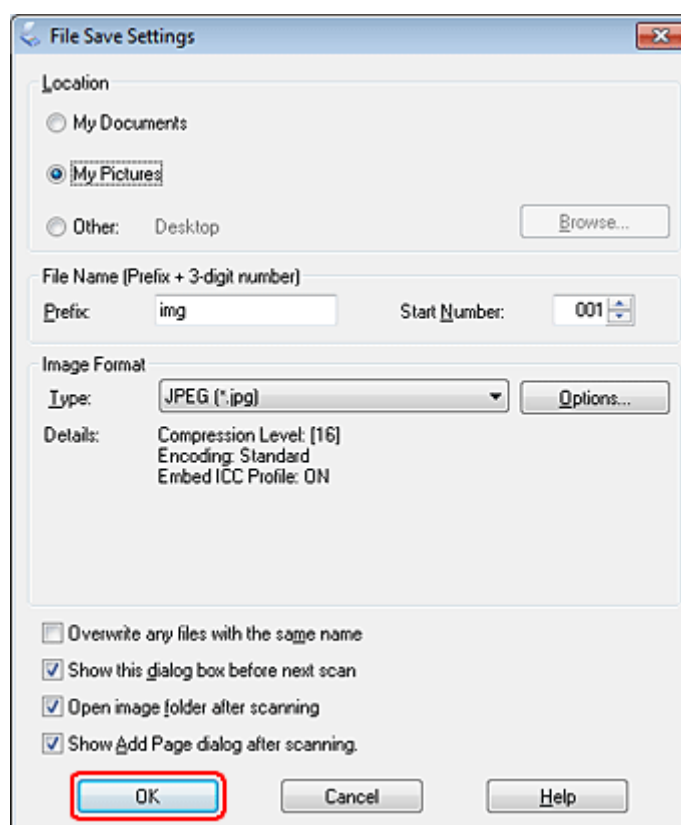 File Save Settings
Location
My Documents
My Pictures
Other: Desktop Browse...
File Name (Prefix + 3-digit number)
Prefix: img Start Number: 001
Image Format
Type: JPEG (*.jpg) Options...
Details: Compression Level: [16]
Encoding: Standard
Embed ICC Profile: ON
Overwrite any files with the same name
Show this dialog box before next scan
Open image folder after scanning
Show Add Page dialog after scanning.
OK Cancel Help